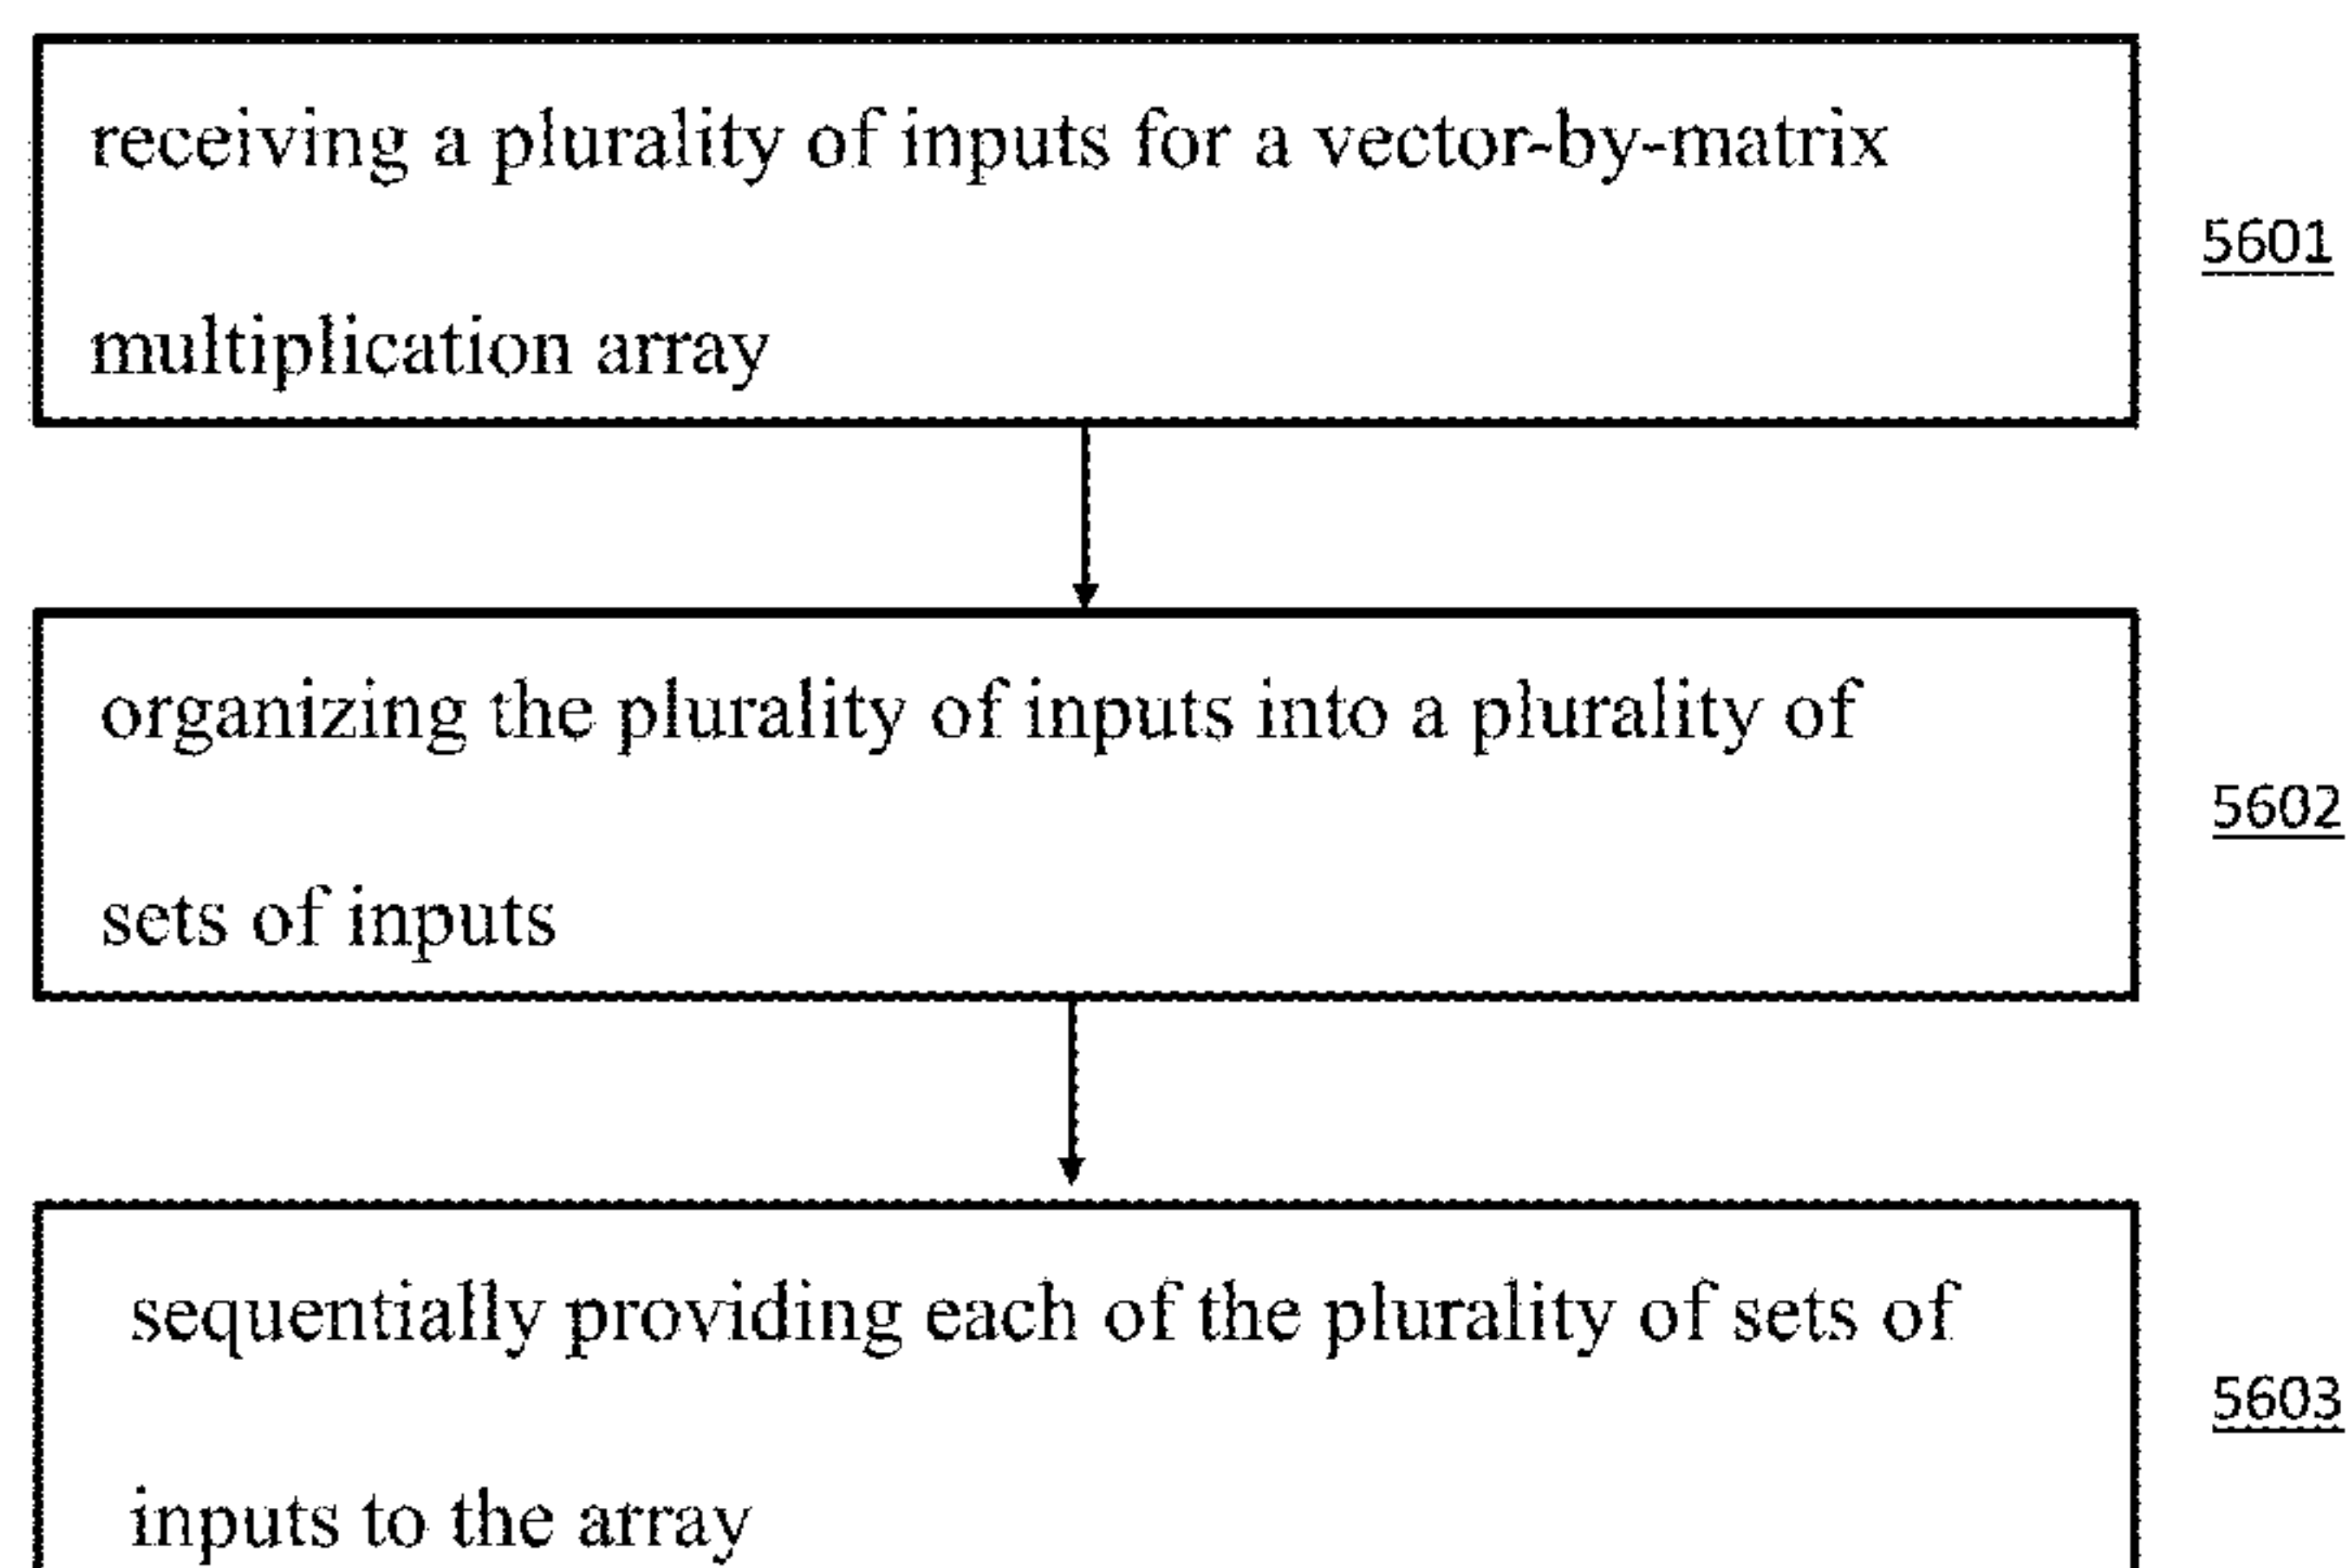 receiving a plurality of inputs for a vector-by-matrix
5601
multiplication array
organizing the plurality of inputs into a plurality of
5602
sets of inputs
sequentially providing each of the plurality of sets of
5603
inputs to the array